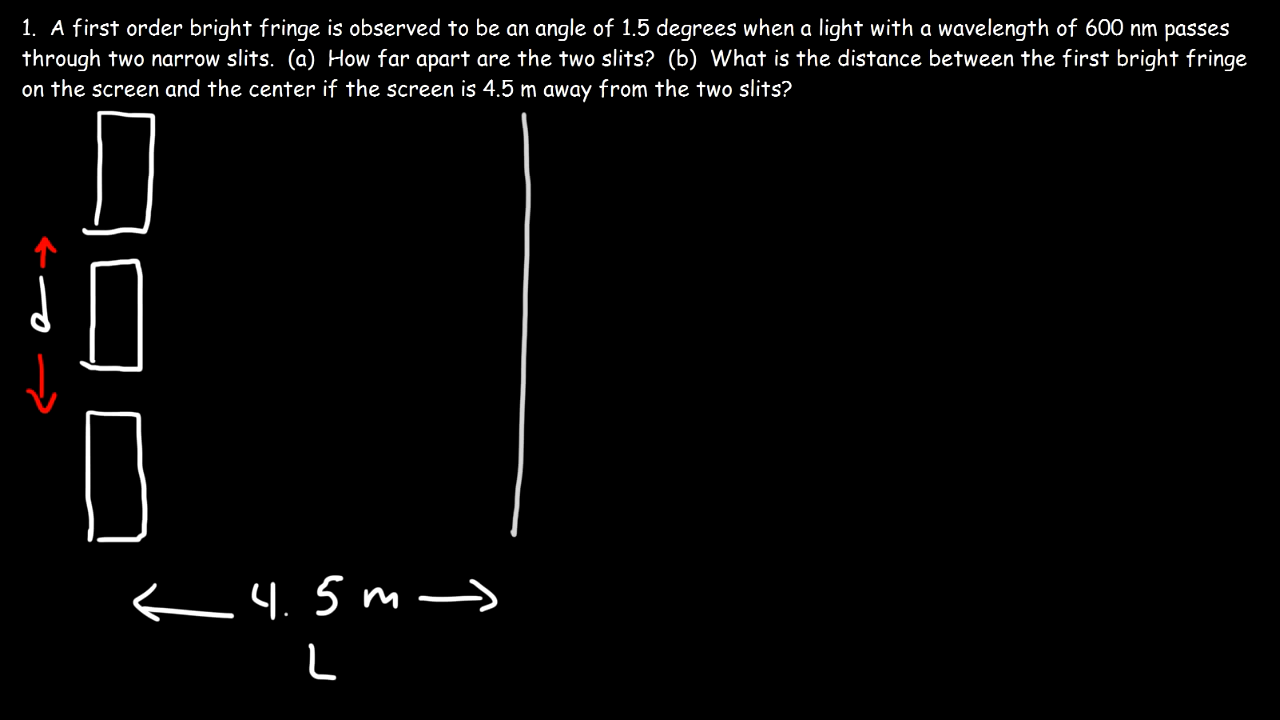 1. A first order bright fringe is observed to be an angle of 1.5 degrees when a light with a wavelength of 600 nm passes
through two narrow slits. (a) How far apart are the two slits? (b) What is the distance between the first bright fringe
on the screen and the center if the screen is 4.5 m away from the two slits?
d
4.5 m
L